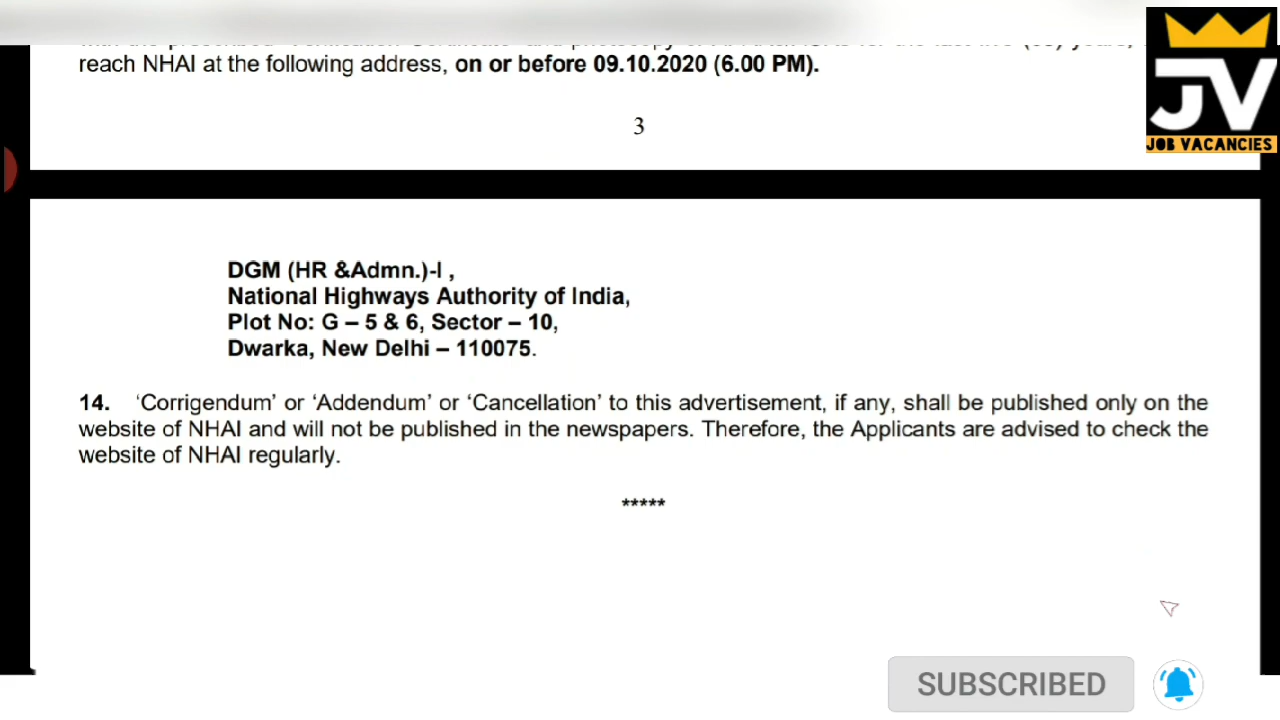 reach NHAI at the following address, on or before 09.10.2020 (6.00 PM).
3
JV
JOB VACANCIES
DGM (HR &Admn.)-I ,
National Highways Authority of India,
Plot No: G – 5 & 6, Sector – 10,
Dwarka, New Delhi – 110075.
14. 'Corrigendum' or 'Addendum' or 'Cancellation' to this advertisement, if any, shall be published only on the
website of NHAI and will not be published in the newspapers. Therefore, the Applicants are advised to check the
website of NHAI regularly.
*****
SUBSCRIBED